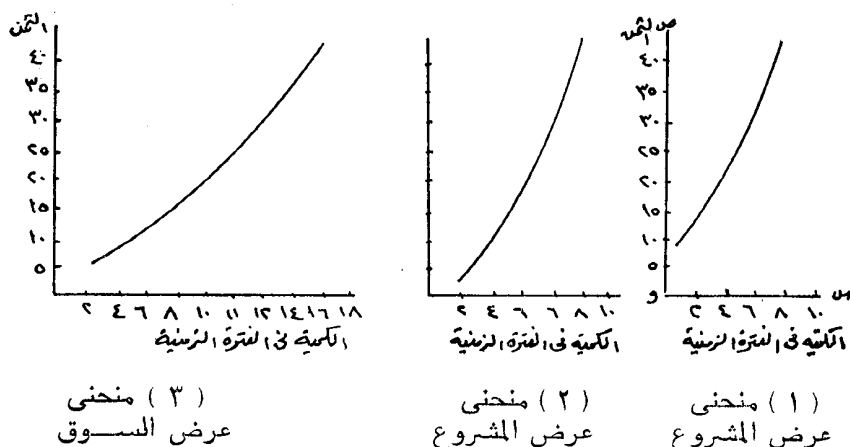 ص الثمن
٤٠
٣٥
٣٠
٢٥
٢٠
١٥
١٠
٥
و
٢ ٤ ٦ ٨ ١٠ س
الكمية فى الفترة الزمنية
( ١ ) منحنى
عرض المشروع
٢ ٤ ٦ ٦ ٨ ١٠
الكمية فى الفترة الزمنية
( ٢ ) منحنى
عرض المشروع
الثمن
٤٠
٣٥
٣٠
٢٥
٢٠
١٥
١٠
٥
٢ ٤ ٦ ٨ ١٠ ١١ ١٢ ١٤ ١٦ ١٨
الكمية فى الفترة الزمنية
( ٣ ) منحنى
عرض الســوق